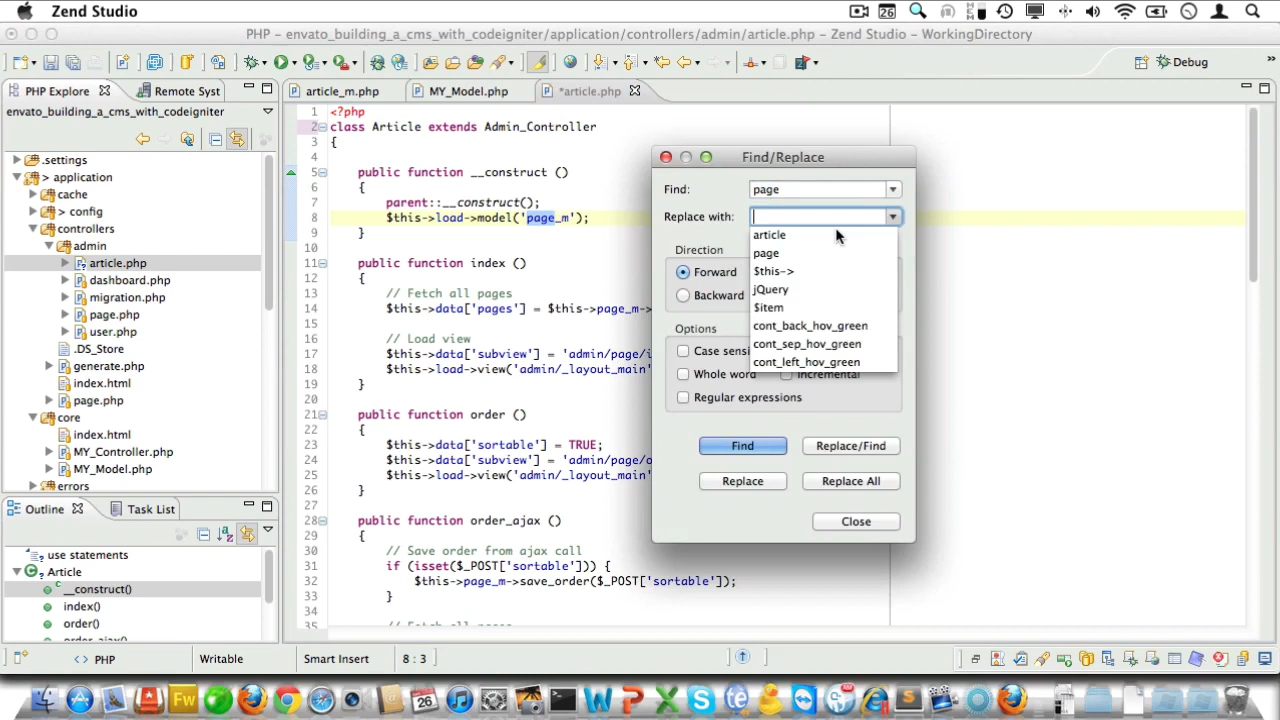 Zend Studio
26
PHP - envato_building_a_cms_with_codeigniter/application/controllers/admin/article.php - Zend Studio - WorkingDirectory
Debug
PHP Explore
Remote Syst
article_m.php
MY_Model.php
*article.php
envato_building_a_cms_with_codeigniter
.settings
> application
cache
> config
controllers
admin
article.php
dashboard.php
migration.php
page.php
user.php
.DS_Store
generate.php
index.html
page.php
core
index.html
MY_Controller.php
MY_Model.php
errors
Outline
Task List
use statements
Article
__construct()
index()
order()
order_ajax()
1 <?php
2 class Article extends Admin_Controller
3 {
4
5 public function __construct ()
6 {
7 parent::__construct();
8 $this->load->model('page_m');
9 }
10
11 public function index ()
12 {
13 // Fetch all pages
14 $this->data['pages'] = $this->page_m->
15
16 // Load view
17 $this->data['subview'] = 'admin/page/i
18 $this->load->view('admin/_layout_main'
19 }
20
21 public function order ()
22 {
23 $this->data['sortable'] = TRUE;
24 $this->data['subview'] = 'admin/page/o
25 $this->load->view('admin/_layout_main'
26 }
27
28 public function order_ajax ()
29 {
30 // Save order from ajax call
31 if (isset($_POST['sortable'])) {
32 $this->page_m->save_order($_POST['sortable']);
33 }
34
35 // Fetch all pages
Find/Replace
Find:
page
Replace with:
article
page
$this->
jQuery
$item
cont_back_hov_green
cont_sep_hov_green
cont_left_hov_green
Direction
Forward
Backward
Options
Case sensi
Whole word
Incremental
Regular expressions
Find
Replace/Find
Replace
Replace All
Close
<> PHP
Writable
Smart Insert
8 : 3
Fw
26